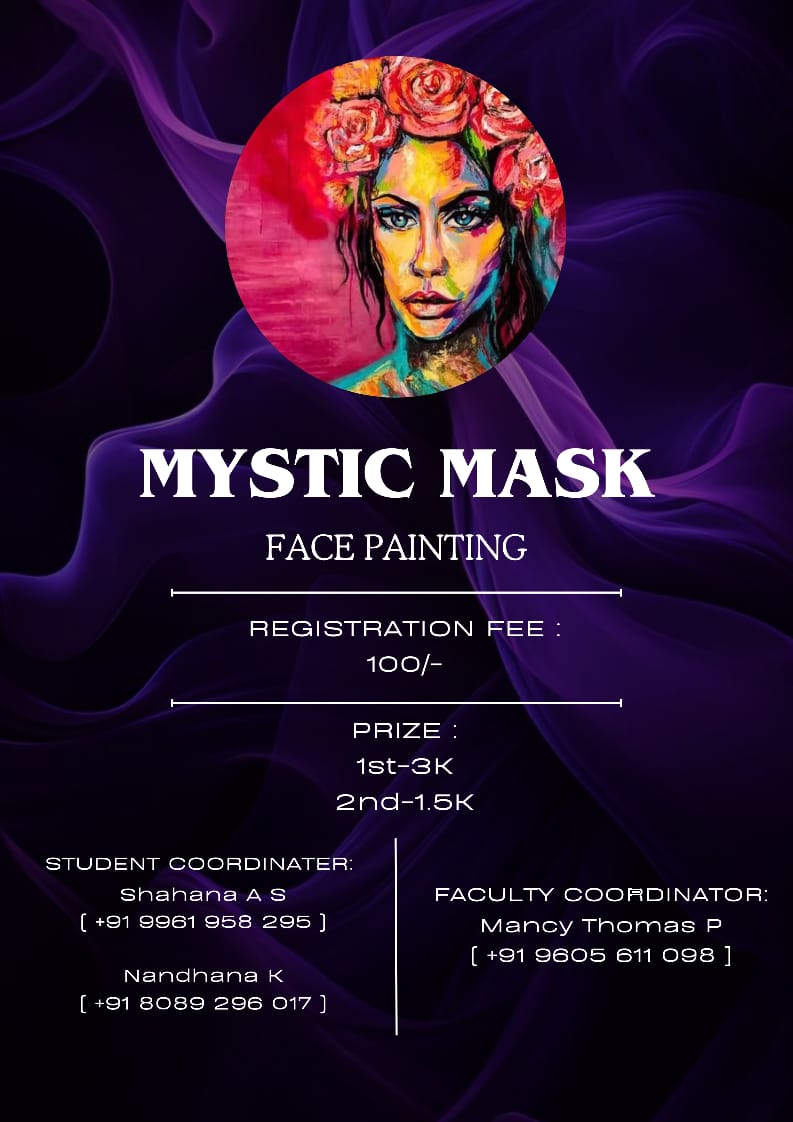 MYSTIC MASK
FACE PAINTING
REGISTRATION FEE :
100/-
PRIZE :
1st-3K
2nd-1.5K
STUDENT COORDINATER:
Shahana A S
[ +91 9961 958 295 ]
Nandhana K
[ +91 8089 296 017 ]
FACULTY COORDINATOR:
Mancy Thomas P
[ +91 9605 611 098 ]